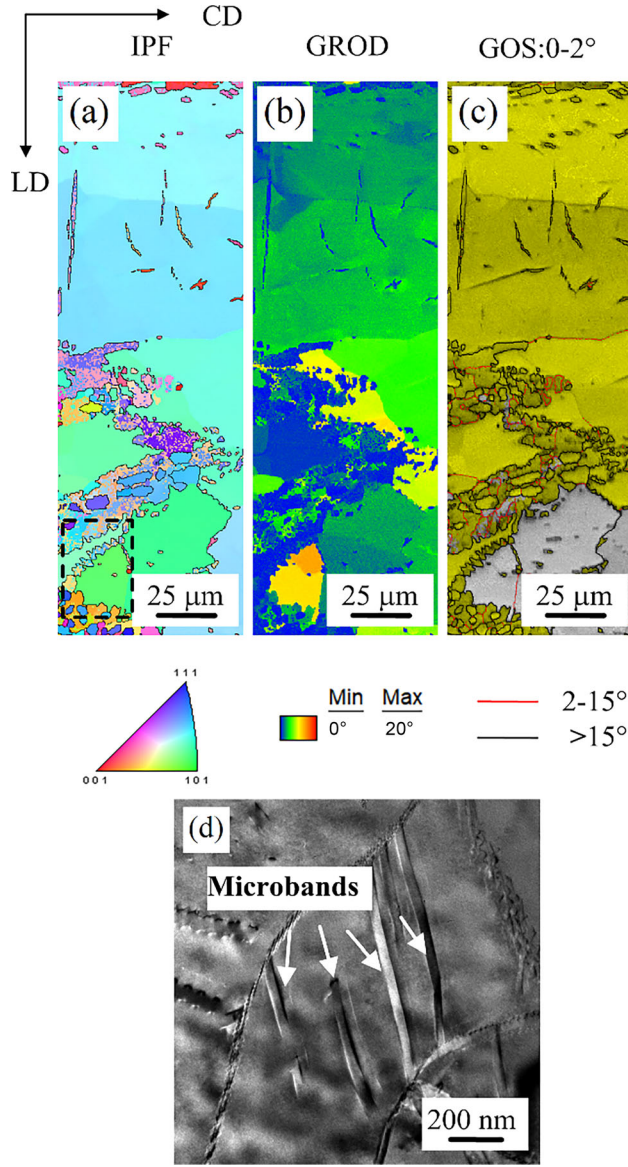 CD
IPF GROD GOS:0-2°
LD
(a) (b) (c)
25 μm 25 μm 25 μm
111
001 101
Min Max
0° 20°
2-15°
>15°
(d)
Microbands
200 nm